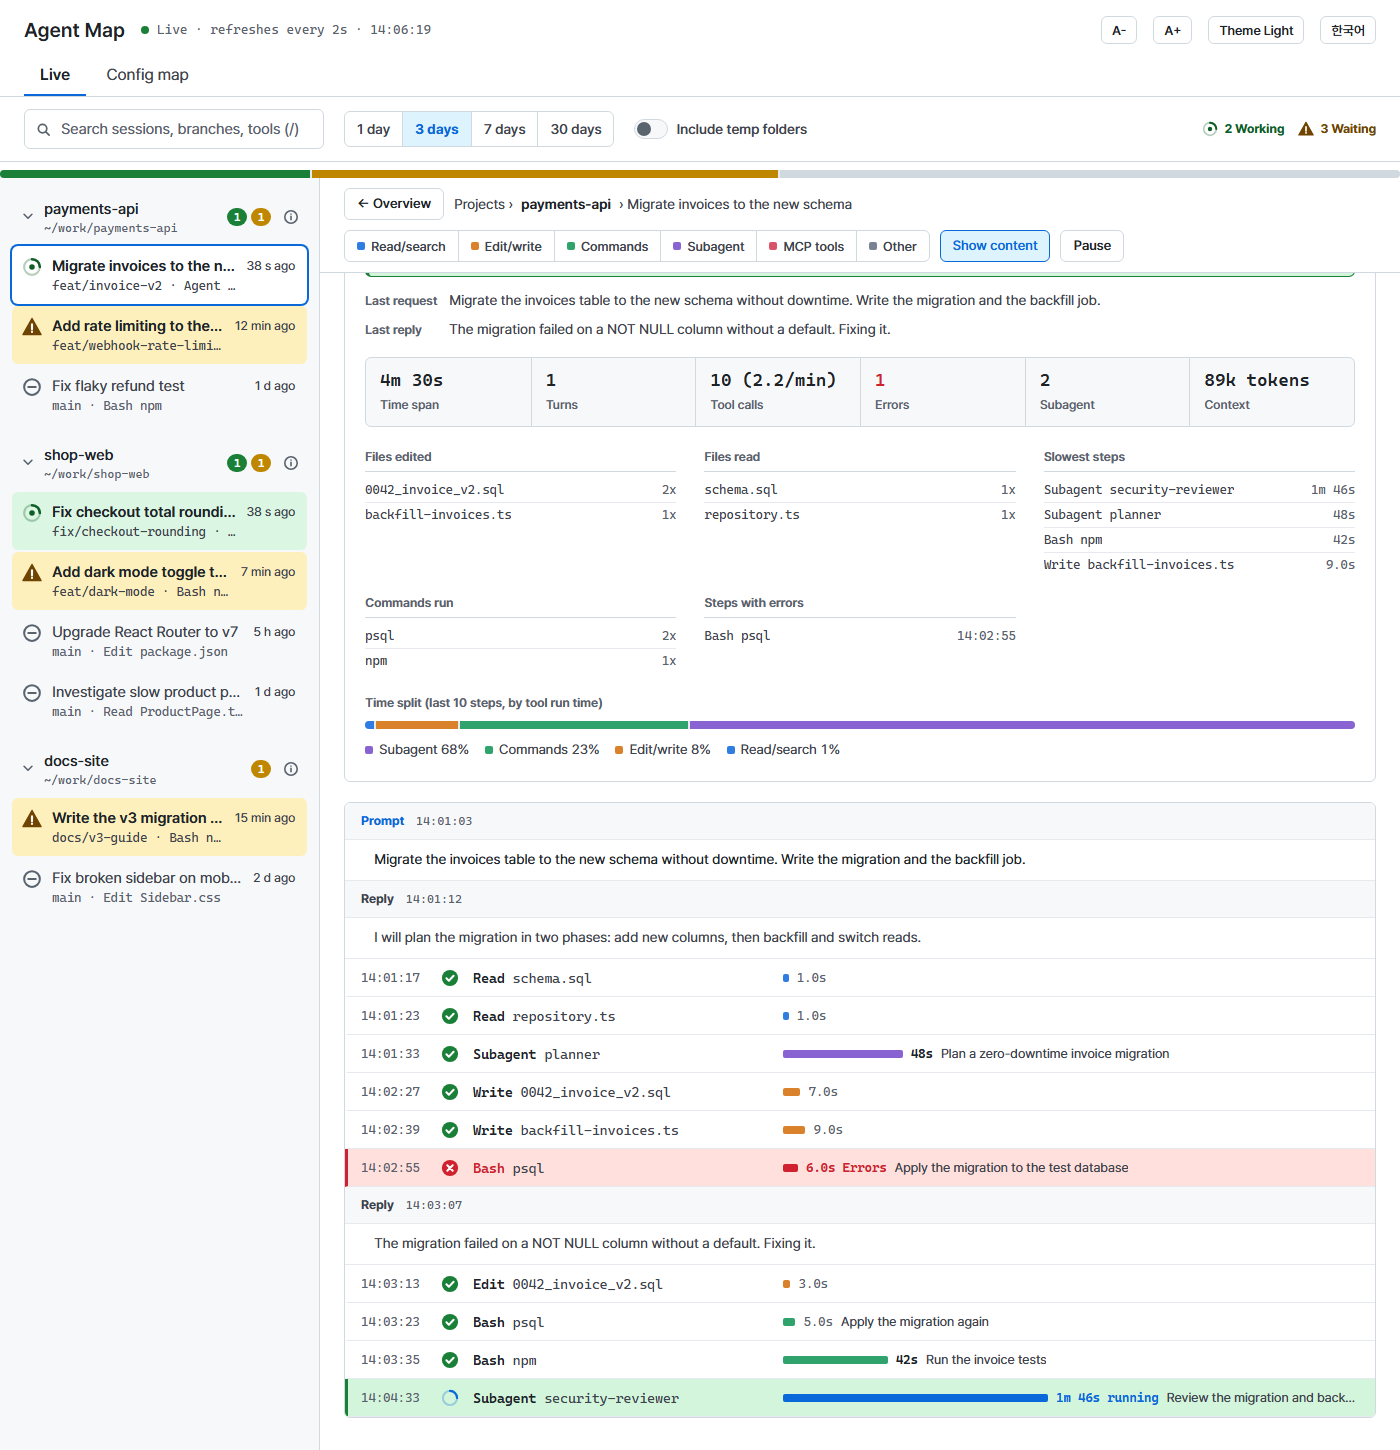 Agent Map
Live · refreshes every 2s · 14:06:19
A-
A+
Theme Light
한국어
Live
Config map
Search sessions, branches, tools (/)
1 day
3 days
7 days
30 days
Include temp folders
2 Working
3 Waiting
payments-api
~/work/payments-api
1
1
Migrate invoices to the n...
38 s ago
feat/invoice-v2 · Agent …
Add rate limiting to the...
12 min ago
feat/webhook-rate-limi…
Fix flaky refund test
1 d ago
main · Bash npm
shop-web
~/work/shop-web
1
1
Fix checkout total roundi...
38 s ago
fix/checkout-rounding · …
Add dark mode toggle t...
7 min ago
feat/dark-mode · Bash n…
Upgrade React Router to v7
5 h ago
main · Edit package.json
Investigate slow product p...
1 d ago
main · Read ProductPage.t…
docs-site
~/work/docs-site
1
Write the v3 migration ...
15 min ago
docs/v3-guide · Bash n…
Fix broken sidebar on mob...
2 d ago
main · Edit Sidebar.css
← Overview
Projects › payments-api › Migrate invoices to the new schema
Read/search
Edit/write
Commands
Subagent
MCP tools
Other
Show content
Pause
Last request
Migrate the invoices table to the new schema without downtime. Write the migration and the backfill job.
Last reply
The migration failed on a NOT NULL column without a default. Fixing it.
4m 30s
Time span
1
Turns
10 (2.2/min)
Tool calls
1
Errors
2
Subagent
89k tokens
Context
Files edited
0042_invoice_v2.sql 2x
backfill-invoices.ts 1x
Files read
schema.sql 1x
repository.ts 1x
Slowest steps
Subagent security-reviewer 1m 46s
Subagent planner 48s
Bash npm 42s
Write backfill-invoices.ts 9.0s
Commands run
psql 2x
npm 1x
Steps with errors
Bash psql 14:02:55
Time split (last 10 steps, by tool run time)
Subagent 68%
Commands 23%
Edit/write 8%
Read/search 1%
Prompt 14:01:03
Migrate the invoices table to the new schema without downtime. Write the migration and the backfill job.
Reply 14:01:12
I will plan the migration in two phases: add new columns, then backfill and switch reads.
14:01:17 Read schema.sql 1.0s
14:01:23 Read repository.ts 1.0s
14:01:33 Subagent planner 48s Plan a zero-downtime invoice migration
14:02:27 Write 0042_invoice_v2.sql 7.0s
14:02:39 Write backfill-invoices.ts 9.0s
14:02:55 Bash psql 6.0s Errors Apply the migration to the test database
Reply 14:03:07
The migration failed on a NOT NULL column without a default. Fixing it.
14:03:13 Edit 0042_invoice_v2.sql 3.0s
14:03:23 Bash psql 5.0s Apply the migration again
14:03:35 Bash npm 42s Run the invoice tests
14:04:33 Subagent security-reviewer 1m 46s running Review the migration and back...